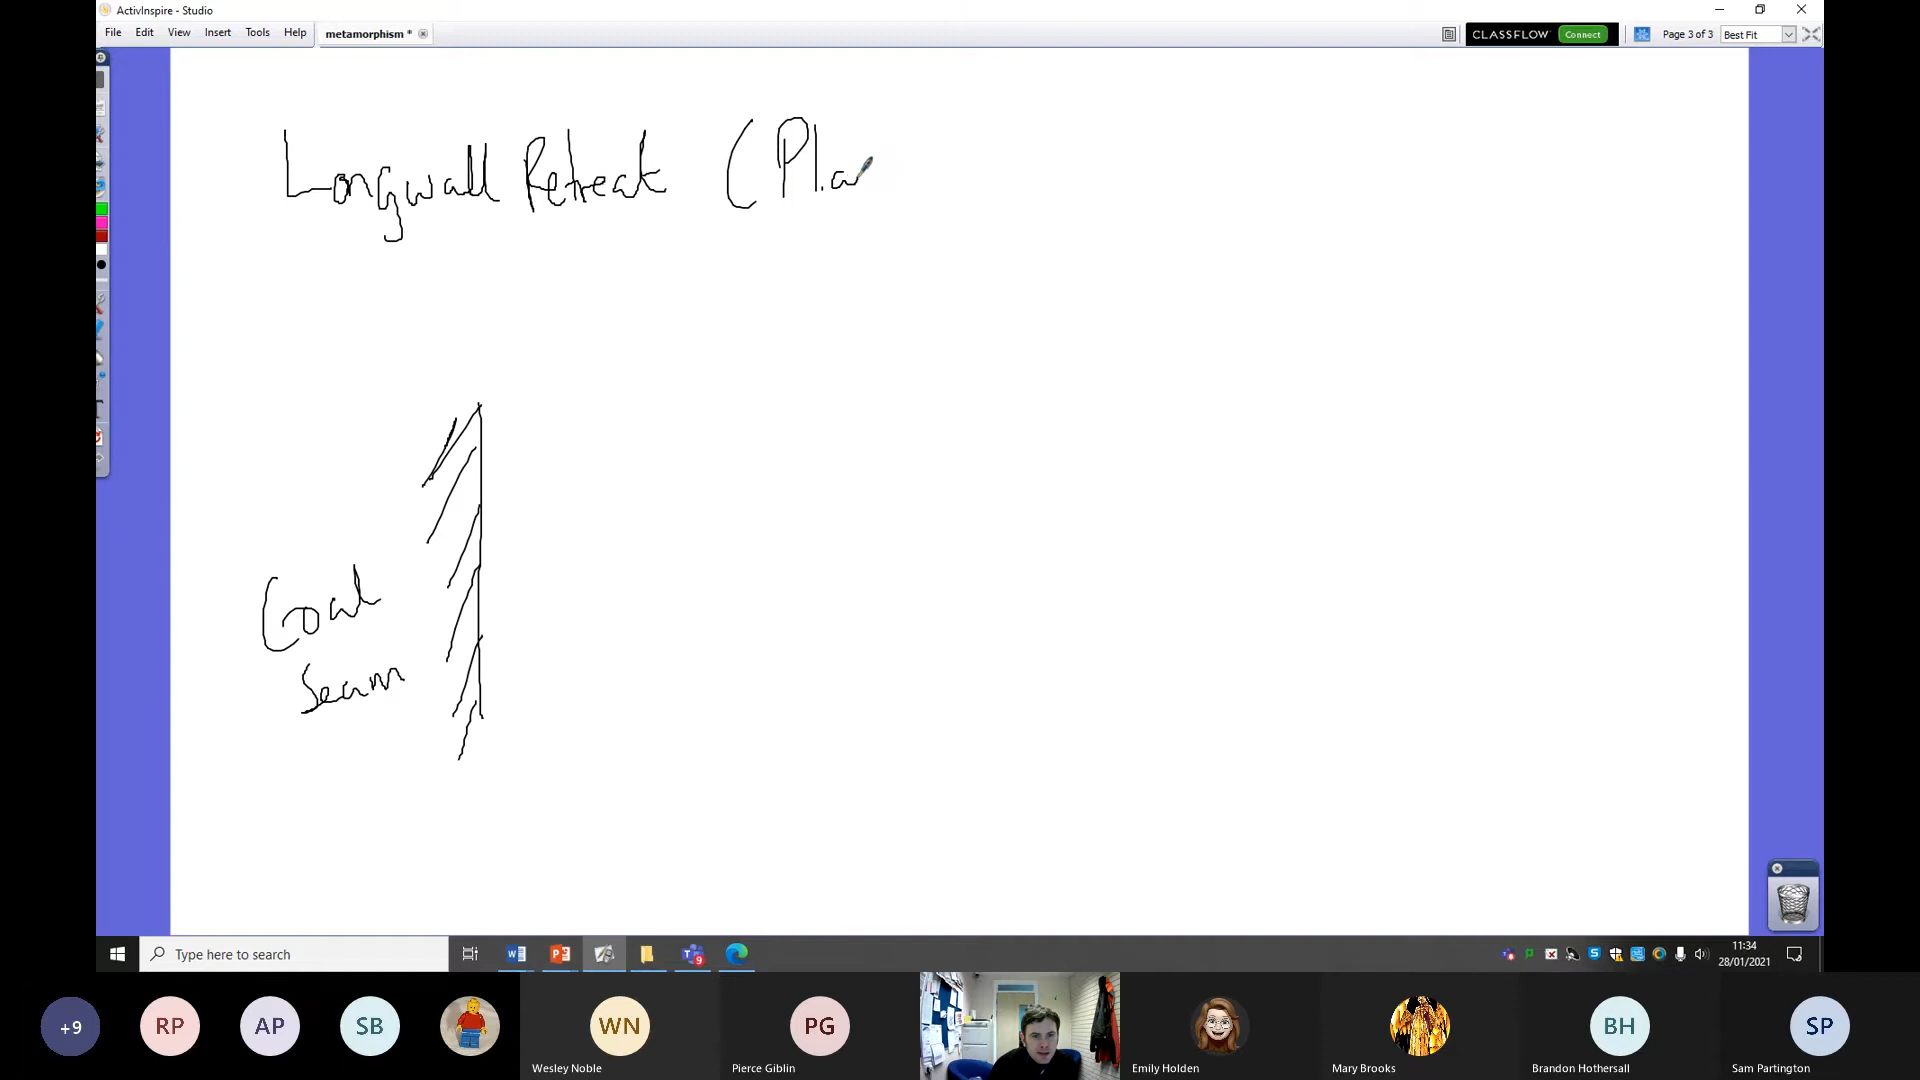 ActivInspire - Studio
File Edit View Insert Tools Help metamorphism * CLASSFLOW Connect Page 3 of 3 Best Fit
Longwall Retreat (Pla
Coal
Seam
Type here to search
9
11:34
28/01/2021
+9 RP AP SB WN PG BH SP
Wesley Noble Pierce Giblin Emily Holden Mary Brooks Brandon Hothersall Sam Partington